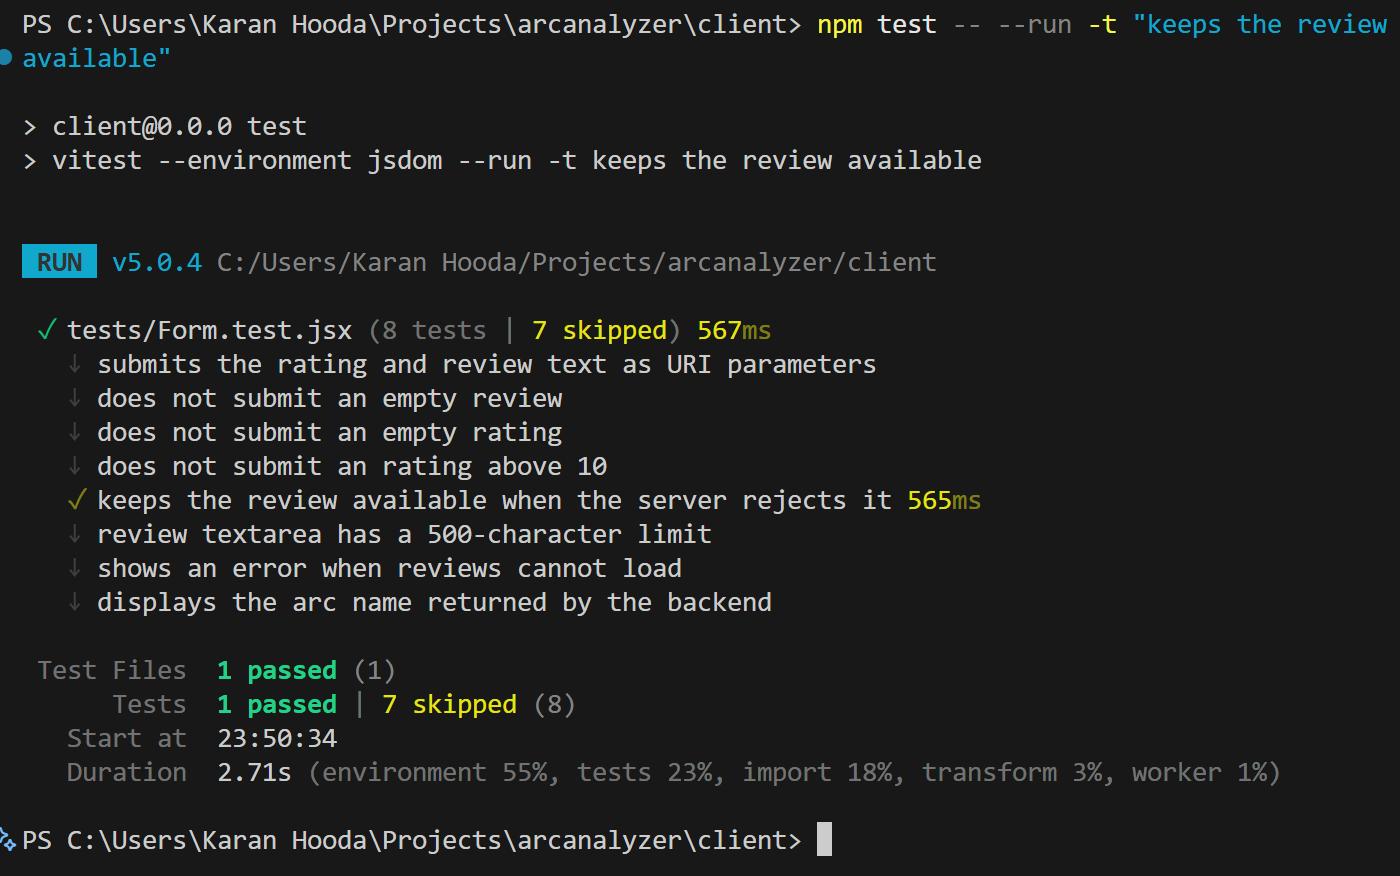 PS C:\Users\Karan Hooda\Projects\arcanalyzer\client> npm test -- --run -t "keeps the review
available"
> client@0.0.0 test
> vitest --environment jsdom --run -t keeps the review available
RUN v5.0.4 C:/Users/Karan Hooda/Projects/arcanalyzer/client
✓ tests/Form.test.jsx (8 tests | 7 skipped) 567ms
↓ submits the rating and review text as URI parameters
↓ does not submit an empty review
↓ does not submit an empty rating
↓ does not submit an rating above 10
✓ keeps the review available when the server rejects it 565ms
↓ review textarea has a 500-character limit
↓ shows an error when reviews cannot load
↓ displays the arc name returned by the backend
Test Files 1 passed (1)
Tests 1 passed | 7 skipped (8)
Start at 23:50:34
Duration 2.71s (environment 55%, tests 23%, import 18%, transform 3%, worker 1%)
PS C:\Users\Karan Hooda\Projects\arcanalyzer\client>